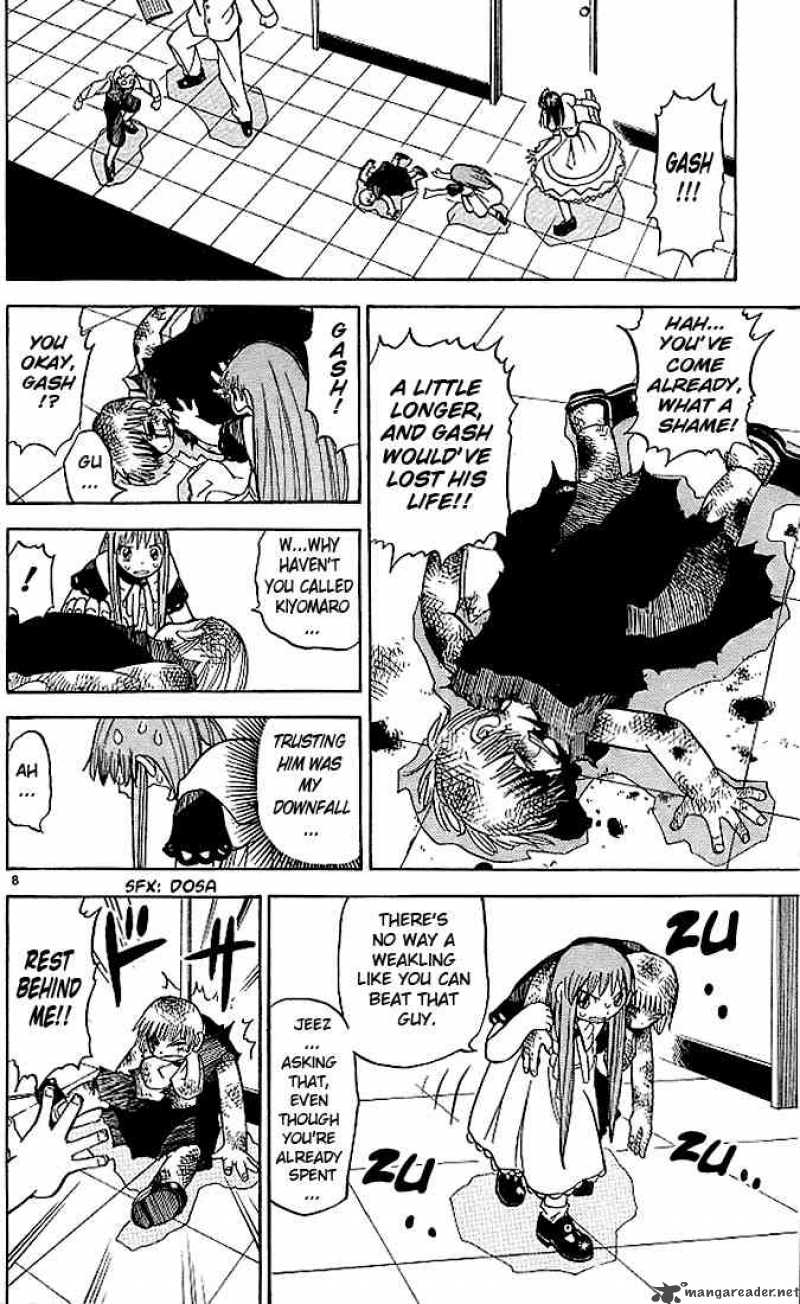 GASH
!!!
HAH...
YOU'VE
COME
ALREADY,
WHAT A
SHAME!
A LITTLE
LONGER,
AND GASH
WOULD'VE
LOST HIS
LIFE!!
GASH!
YOU
OKAY,
GASH
!?
GU
...
W...WHY
HAVEN'T
YOU CALLED
KIYOMARO
...
!
TRUSTING
HIM WAS
MY
DOWNFALL
...
AH
...
8
SFX: DOSA
ZU
ZU
..
THERE'S
NO WAY A
WEAKLING
LIKE YOU CAN
BEAT THAT
GUY.
JEEZ
...
ASKING
THAT,
EVEN
THOUGH
YOU'RE
ALREADY
SPENT
...
ZU
..
ZU..
ドサ
REST
BEHIND
ME!!
mangareader.net